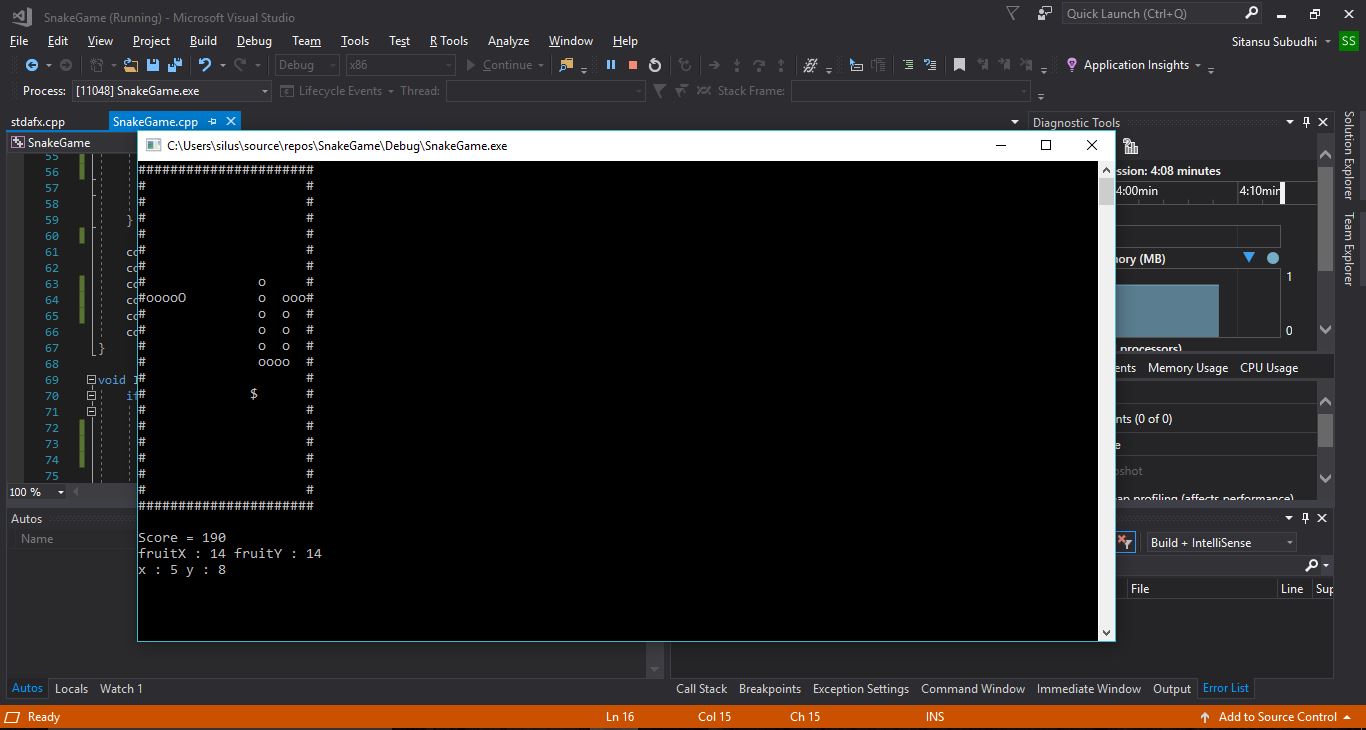 SnakeGame (Running) - Microsoft Visual Studio
Quick Launch (Ctrl+Q)
File Edit View Project Build Debug Team Tools Test R Tools Analyze Window Help
Sitansu Subudhi SS
Debug x86 Continue Application Insights
Process: [11048] SnakeGame.exe Lifecycle Events Thread: Stack Frame:
stdafx.cpp SnakeGame.cpp
Diagnostic Tools
SnakeGame
C:\Users\silus\source\repos\SnakeGame\Debug\SnakeGame.exe
55
56
57
58
59 }
60
61 co
62 co
63 co
64 co
65 co
66 co
67 }
68
69 void I
70 if
71
72
73
74
75
100 %
######################
#                    #
#                    #
#                    #
#                    #
#                    #
#                    #
#              o     #
#ooooO         o  ooo#
#              o  o  #
#              o  o  #
#              o  o  #
#              oooo  #
#                    #
#             $      #
#                    #
#                    #
#                    #
#                    #
#                    #
#                    #
######################
Score = 190
fruitX : 14 fruitY : 14
x : 5 y : 8
ssion: 4:08 minutes
4:00min 4:10min
ory (MB)
1
0
processors)
ents Memory Usage CPU Usage
nts (0 of 0)
e
pshot
ap profiling (affects performance)
Solution Explorer
Team Explorer
Autos
Name
Build + IntelliSense
File Line Sup
Autos Locals Watch 1
Call Stack Breakpoints Exception Settings Command Window Immediate Window Output Error List
Ready Ln 16 Col 15 Ch 15 INS Add to Source Control